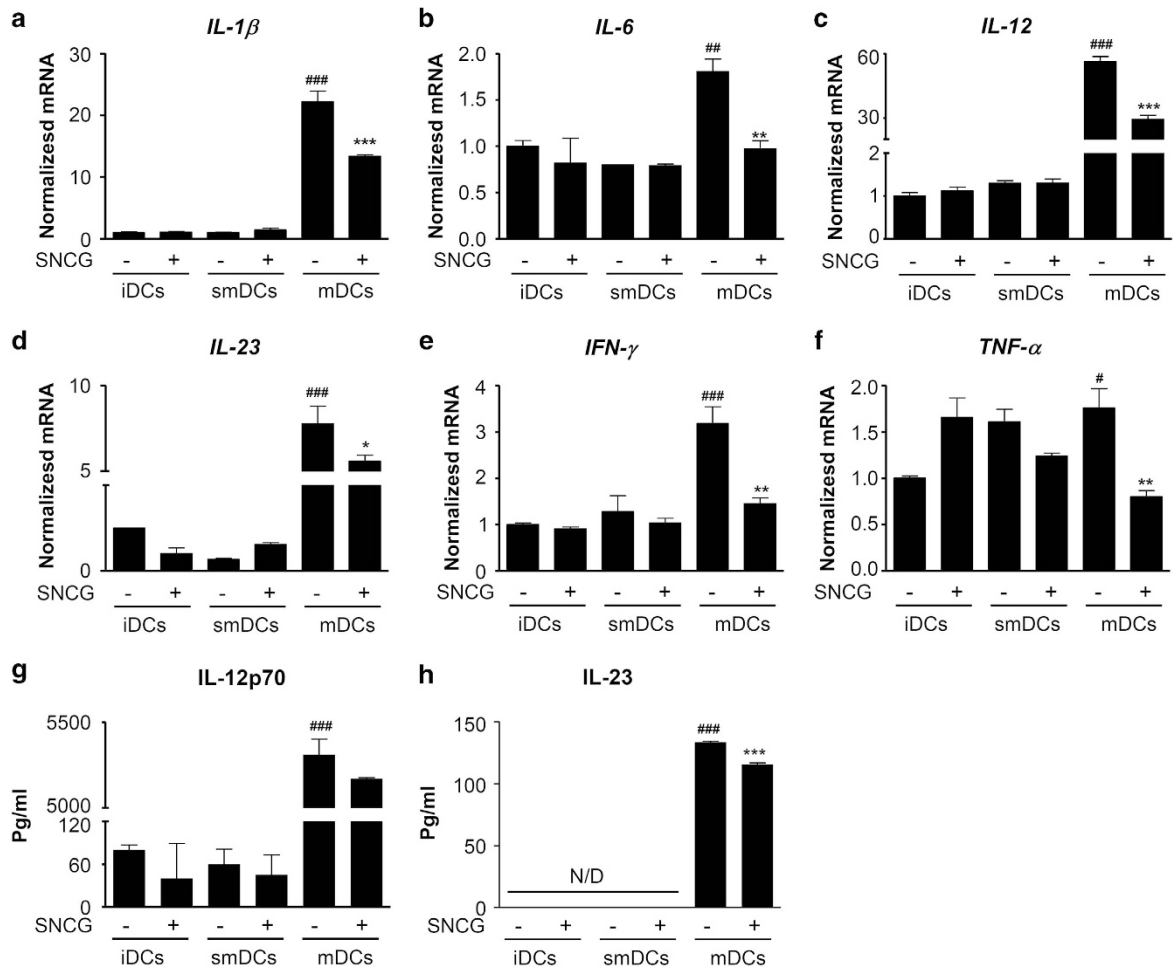 a
IL-1β
Normalizesd mRNA
30
20
10
0
###
***
SNCG - + - + - +
iDCs smDCs mDCs
b
IL-6
Normalizesd mRNA
2.0
1.5
1.0
0.5
0.0
##
**
SNCG - + - + - +
iDCs smDCs mDCs
c
IL-12
Normalizesd mRNA
60
30
2
1
0
###
***
SNCG - + - + - +
iDCs smDCs mDCs
d
IL-23
Normalizesd mRNA
10
5
0
###
*
SNCG - + - + - +
iDCs smDCs mDCs
e
IFN-γ
Normalizesd mRNA
4
3
2
1
0
###
**
SNCG - + - + - +
iDCs smDCs mDCs
f
TNF-α
Normalizesd mRNA
2.0
1.5
1.0
0.5
0.0
#
**
SNCG - + - + - +
iDCs smDCs mDCs
g
IL-12p70
Pg/ml
5500
5000
120
60
0
###
SNCG - + - + - +
iDCs smDCs mDCs
h
IL-23
Pg/ml
150
100
50
0
N/D
###
***
SNCG - + - + - +
iDCs smDCs mDCs